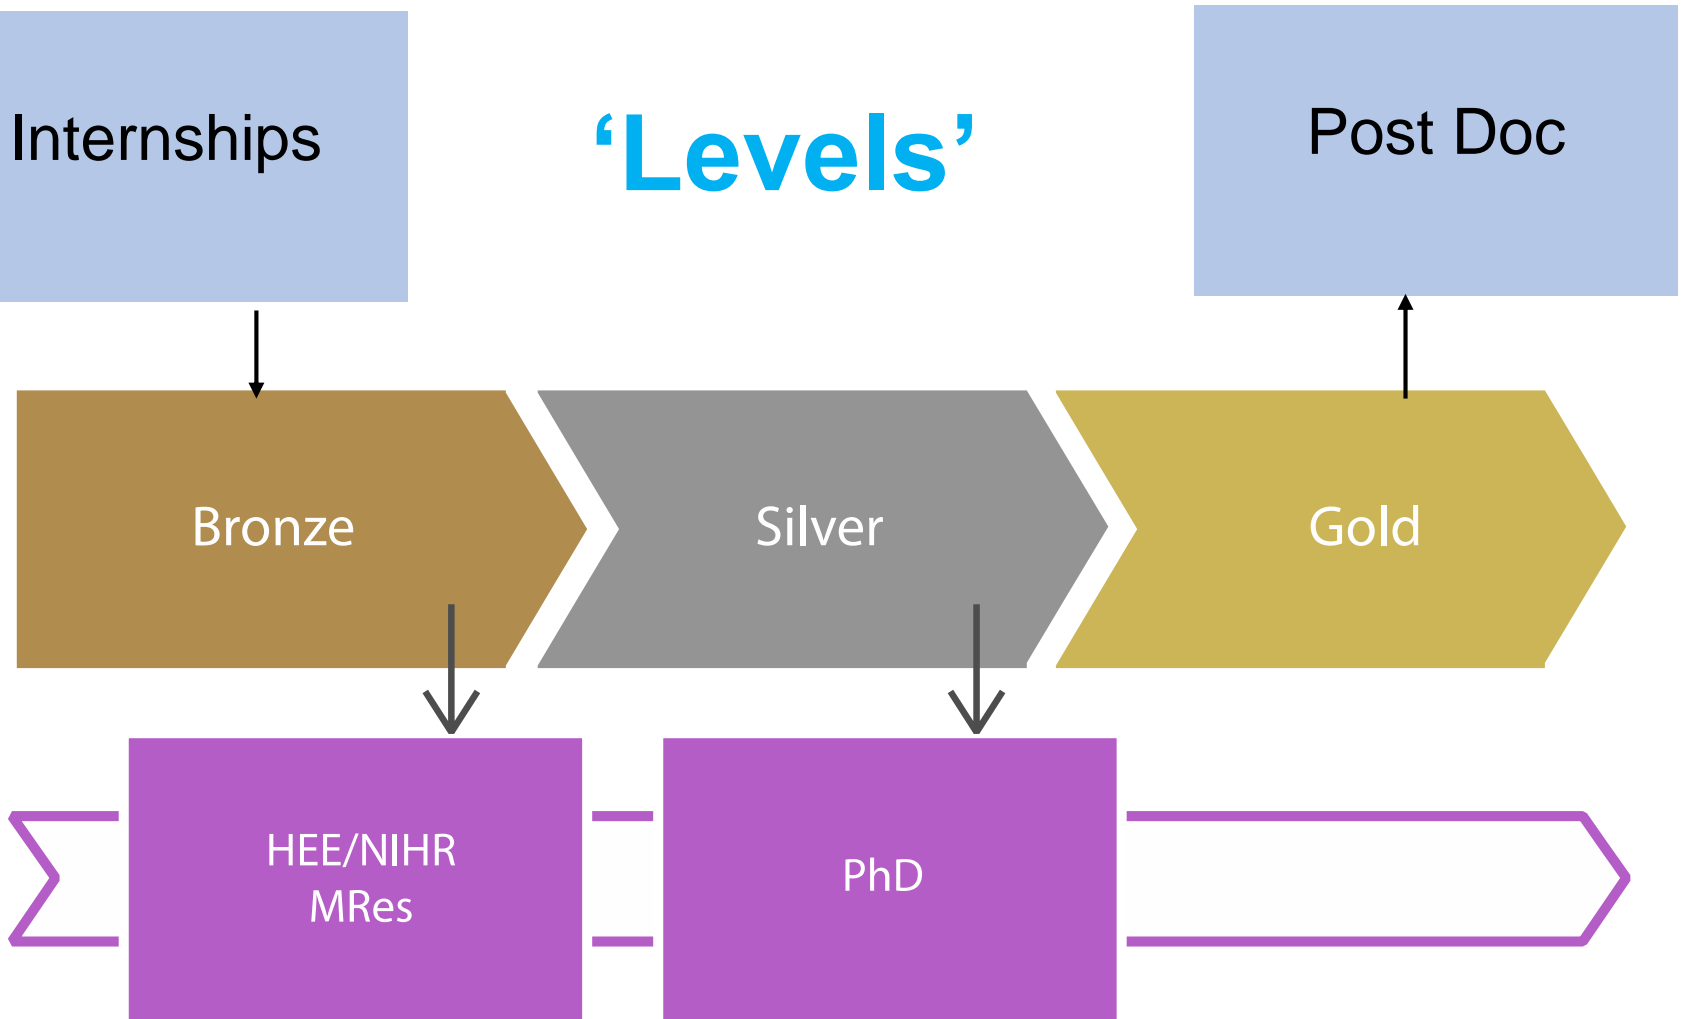 Internships
‘Levels’
Post Doc
Bronze
Silver
Gold
HEE/NIHR
MRes
PhD